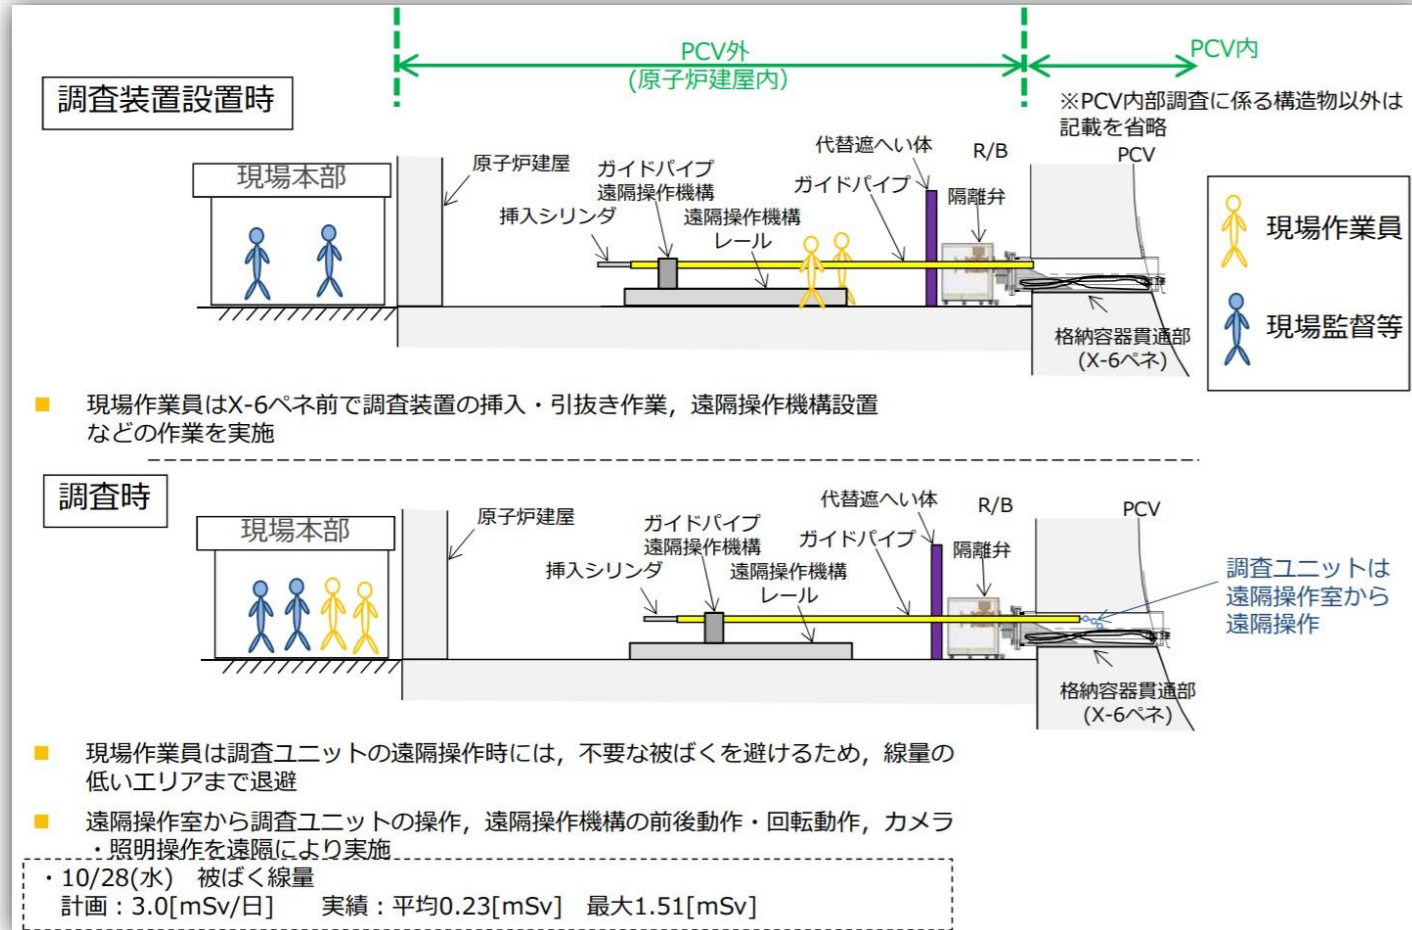 PCV外
(原子炉建屋内)
PCV内
調査装置設置時
※PCV内部調査に係る構造物以外は
記載を省略
現場本部
原子炉建屋
ガイドパイプ
遠隔操作機構
挿入シリンダ
遠隔操作機構
レール
代替遮へい体
ガイドパイプ
R/B
隔離弁
PCV
格納容器貫通部
(X-6ペネ)
現場作業員
現場監督等
■ 現場作業員はX-6ペネ前で調査装置の挿入・引抜き作業，遠隔操作機構設置
などの作業を実施
調査時
現場本部
原子炉建屋
ガイドパイプ
遠隔操作機構
挿入シリンダ
遠隔操作機構
レール
代替遮へい体
ガイドパイプ
R/B
隔離弁
PCV
格納容器貫通部
(X-6ペネ)
調査ユニットは
遠隔操作室から
遠隔操作
■ 現場作業員は調査ユニットの遠隔操作時には，不要な被ばくを避けるため，線量の
低いエリアまで退避
■ 遠隔操作室から調査ユニットの操作，遠隔操作機構の前後動作・回転動作，カメラ
・照明操作を遠隔により実施
・10/28(水)　被ばく線量
計画：3.0[mSv/日]　実績：平均0.23[mSv]　最大1.51[mSv]